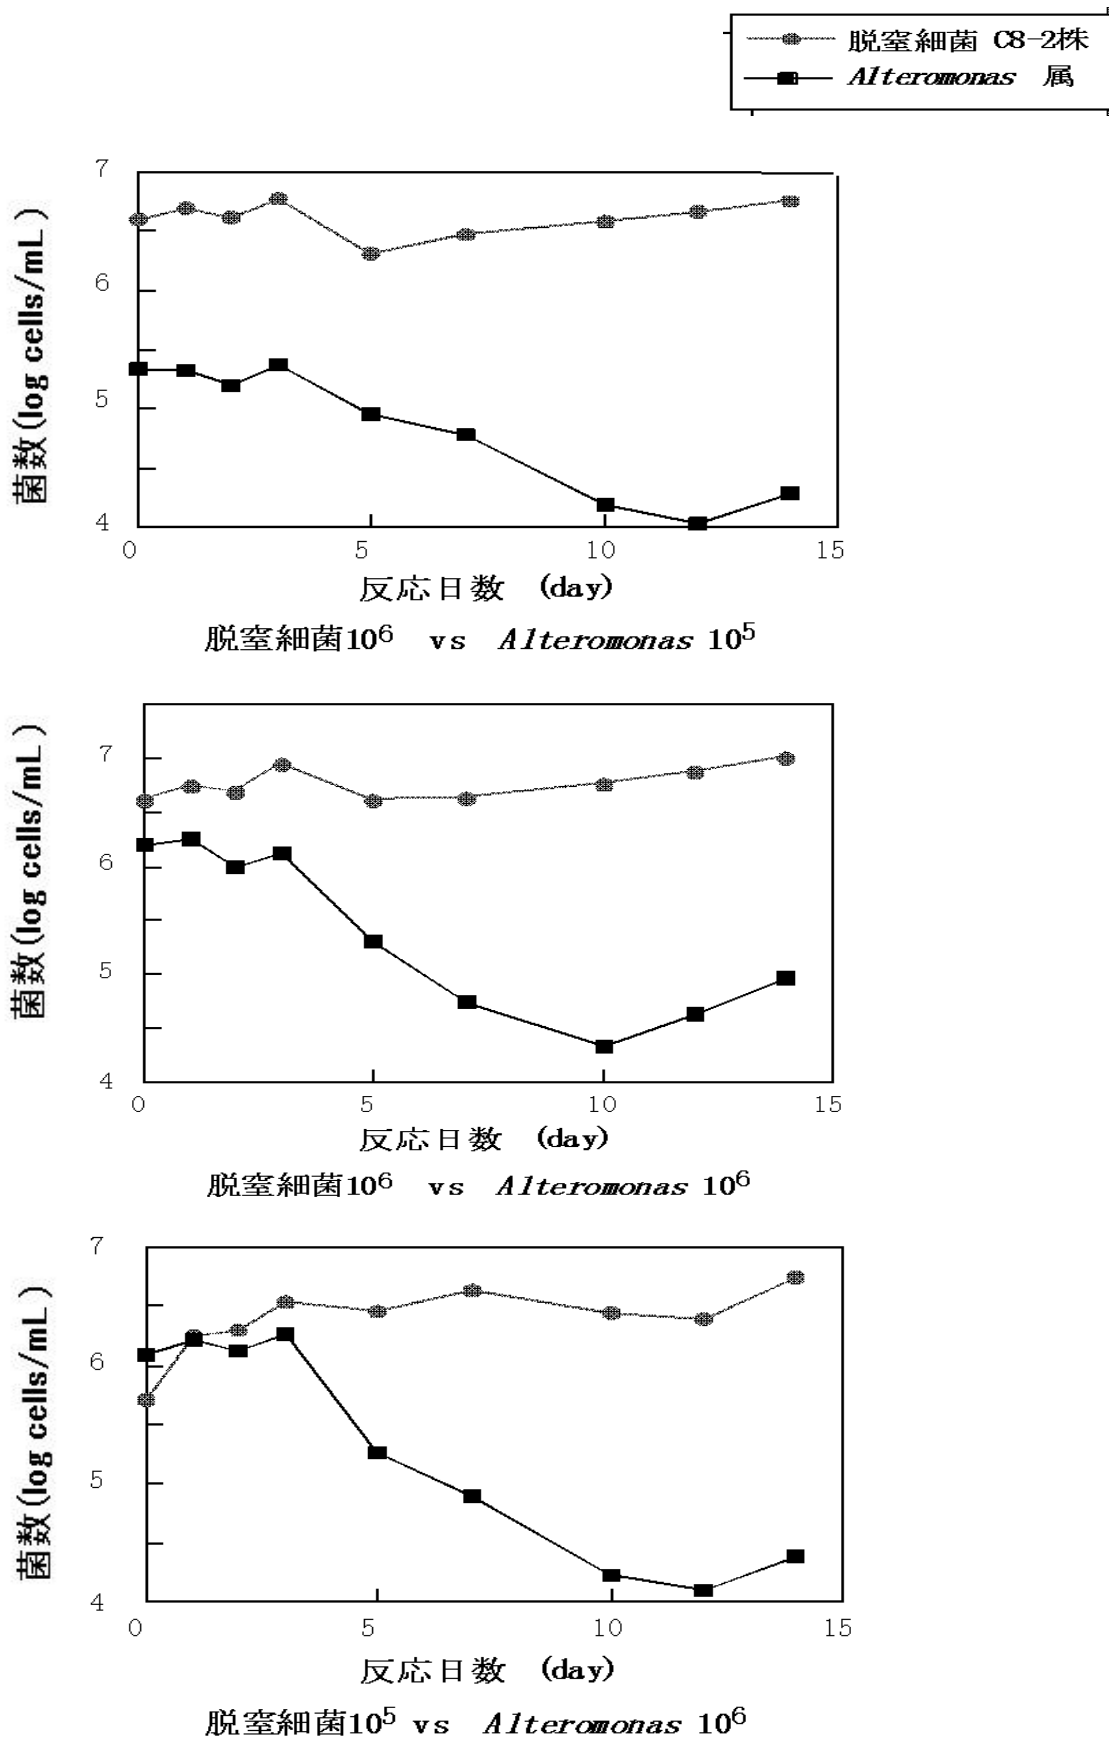 脱窒細菌 C8-2株
Alteromonas 属
7
6
5
4
菌数(log cells/mL)
0 5 10 15
反応日数 (day)
脱窒細菌10⁶ vs Alteromonas 10⁵
7
6
5
4
菌数(log cells/mL)
0 5 10 15
反応日数 (day)
脱窒細菌10⁶ vs Alteromonas 10⁶
7
6
5
4
菌数(log cells/mL)
0 5 10 15
反応日数 (day)
脱窒細菌10⁵ vs Alteromonas 10⁶